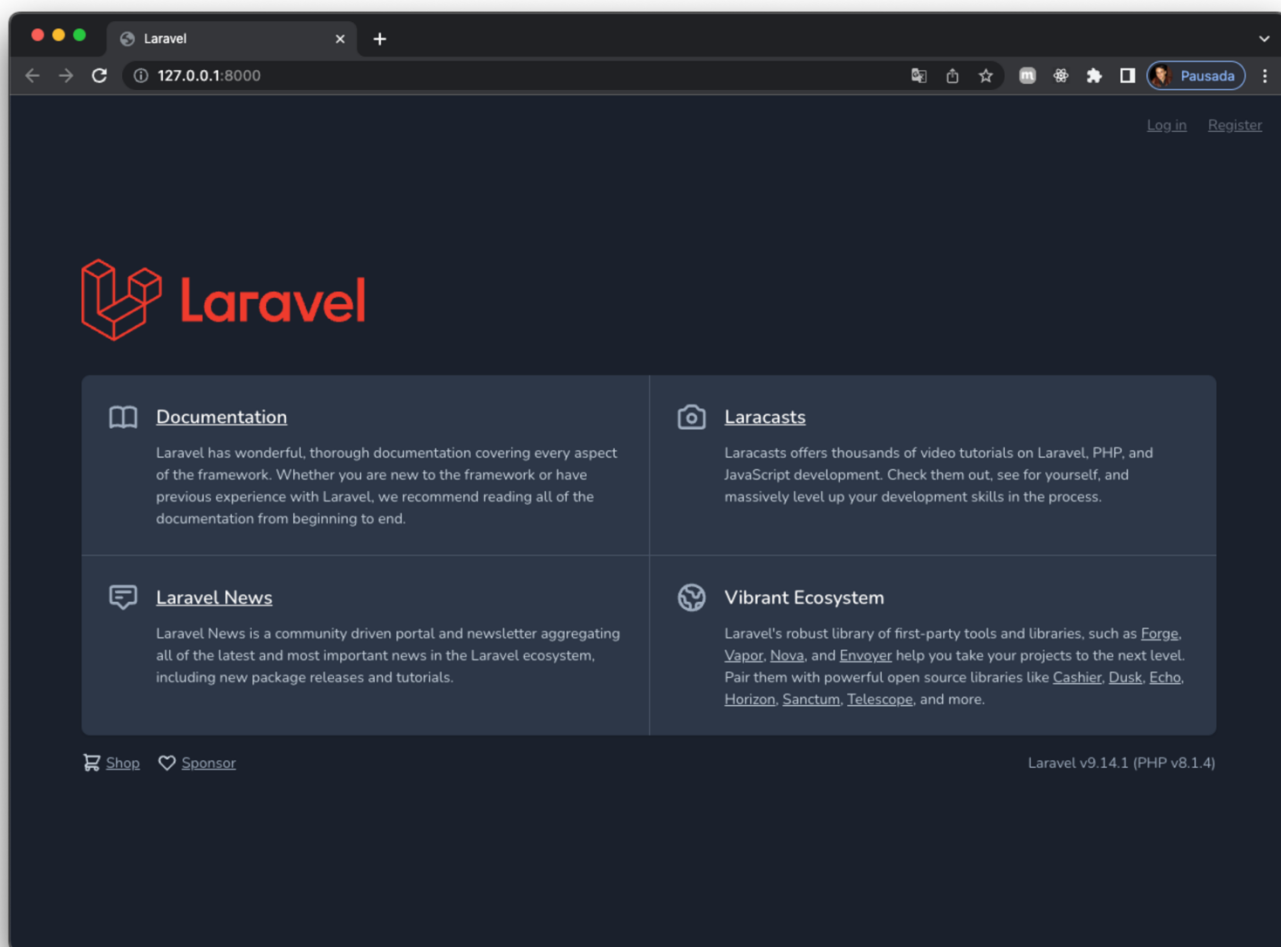 Laravel
127.0.0.1:8000
Pausada
Log in Register
Laravel
Documentation
Laravel has wonderful, thorough documentation covering every aspect
of the framework. Whether you are new to the framework or have
previous experience with Laravel, we recommend reading all of the
documentation from beginning to end.
Laracasts
Laracasts offers thousands of video tutorials on Laravel, PHP, and
JavaScript development. Check them out, see for yourself, and
massively level up your development skills in the process.
Laravel News
Laravel News is a community driven portal and newsletter aggregating
all of the latest and most important news in the Laravel ecosystem,
including new package releases and tutorials.
Vibrant Ecosystem
Laravel's robust library of first-party tools and libraries, such as Forge,
Vapor, Nova, and Envoyer help you take your projects to the next level.
Pair them with powerful open source libraries like Cashier, Dusk, Echo,
Horizon, Sanctum, Telescope, and more.
Shop Sponsor
Laravel v9.14.1 (PHP v8.1.4)